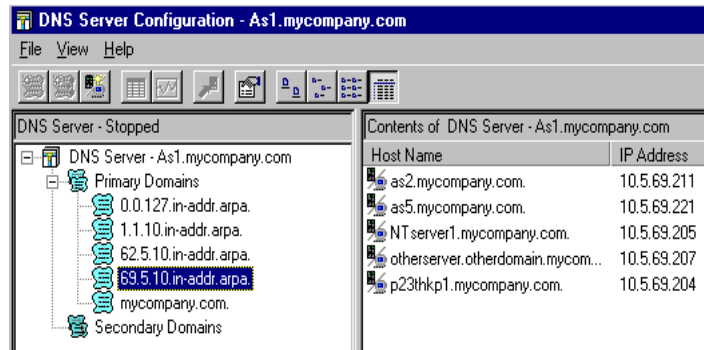 DNS Server Configuration - As1.mycompany.com
File View Help
DNS Server - Stopped
DNS Server - As1.mycompany.com
Primary Domains
0.0.127.in-addr.arpa.
1.1.10.in-addr.arpa.
62.5.10.in-addr.arpa.
69.5.10.in-addr.arpa.
mycompany.com.
Secondary Domains
Contents of DNS Server - As1.mycompany.com
Host Name IP Address
as2.mycompany.com. 10.5.69.211
as5.mycompany.com. 10.5.69.221
NTserver1.mycompany.com. 10.5.69.205
otherserver.otherdomain.mycom... 10.5.69.207
p23thkp1.mycompany.com. 10.5.69.204